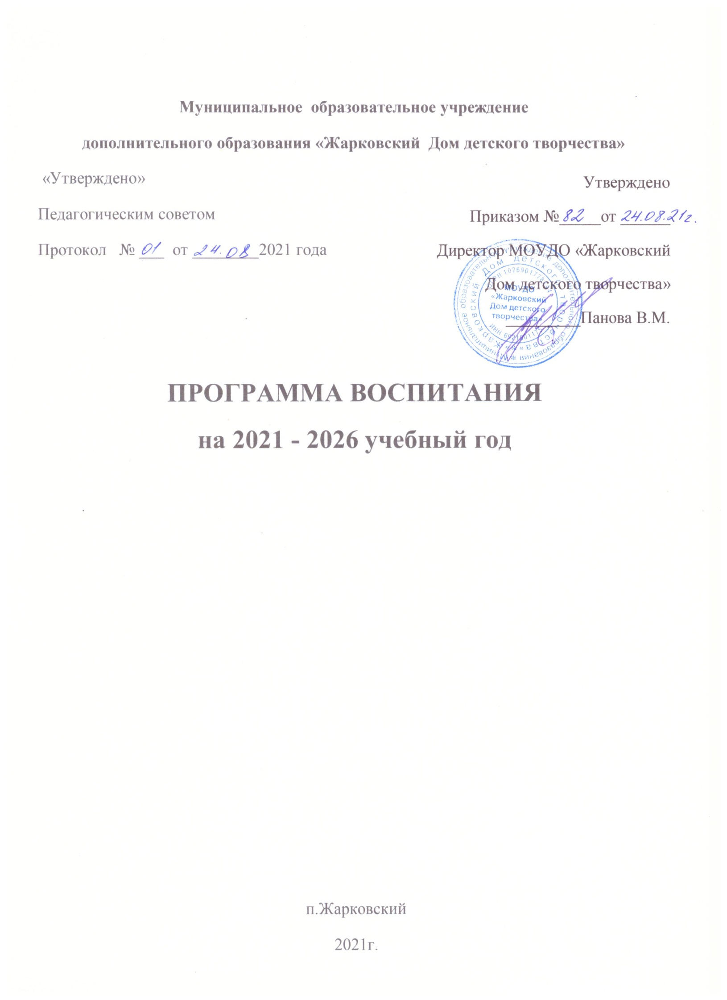 Муниципальное образовательное учреждение
дополнительного образования «Жарковский Дом детского творчества»
«Утверждено»
Педагогическим советом
Протокол № 01 от 24.08 2021 года
Утверждено
Приказом № 82 от 24.08.21г.
Директор МОУДО «Жарковский
Дом детского творчества»
Панова В.М.
МОУДО
«Жарковский
Дом детского
творчества»
ПРОГРАММА ВОСПИТАНИЯ
на 2021 - 2026 учебный год
п.Жарковский
2021г.